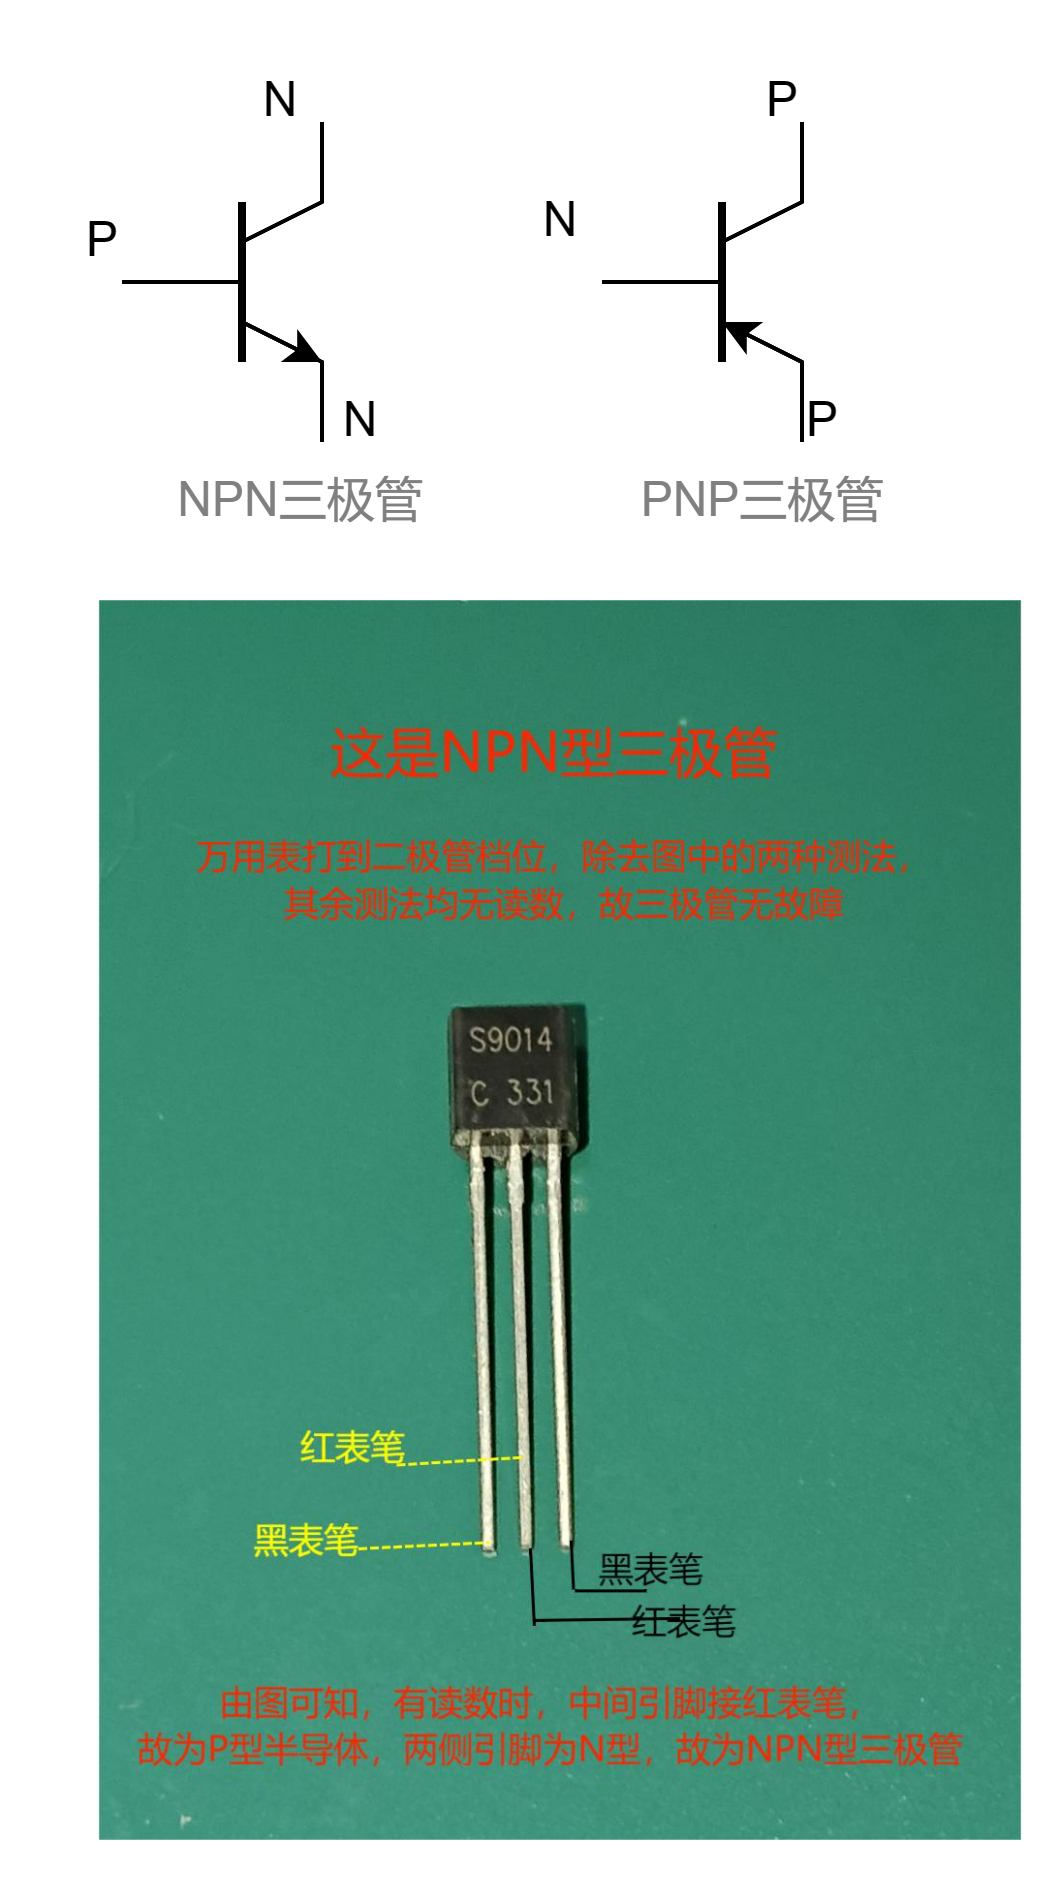 N
P
P
N
N
P
NPN三极管
PNP三极管
这是NPN型三极管
万用表打到二极管档位，除去图中的两种测法，
其余测法均无读数，故三极管无故障
S9014
C 331
红表笔
黑表笔
黑表笔
红表笔
由图可知，有读数时，中间引脚接红表笔，
故为P型半导体，两侧引脚为N型，故为NPN型三极管